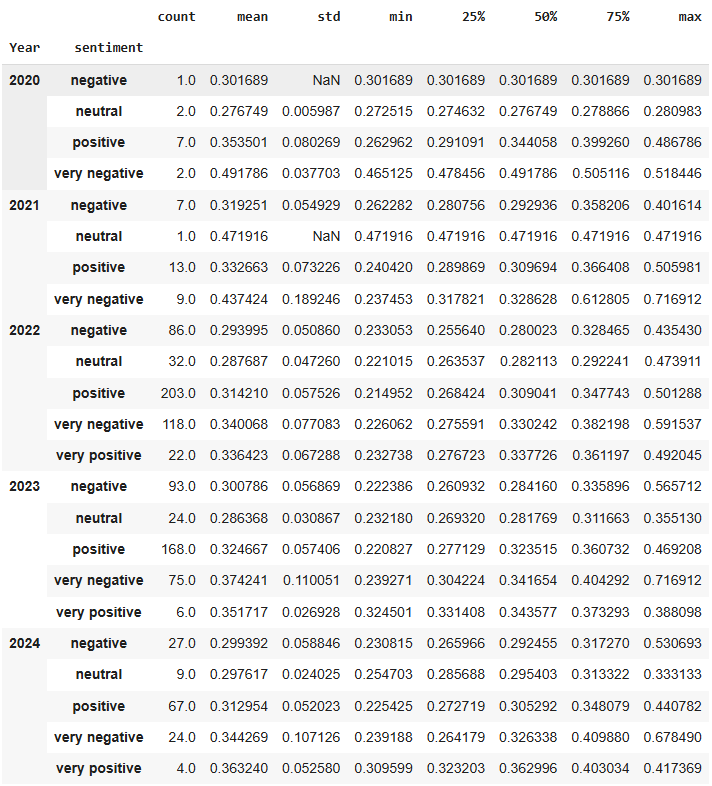 count mean std min 25% 50% 75% max
Year sentiment
2020 negative 1.0 0.301689 NaN 0.301689 0.301689 0.301689 0.301689 0.301689
neutral 2.0 0.276749 0.005987 0.272515 0.274632 0.276749 0.278866 0.280983
positive 7.0 0.353501 0.080269 0.262962 0.291091 0.344058 0.399260 0.486786
very negative 2.0 0.491786 0.037703 0.465125 0.478456 0.491786 0.505116 0.518446
2021 negative 7.0 0.319251 0.054929 0.262282 0.280756 0.292936 0.358206 0.401614
neutral 1.0 0.471916 NaN 0.471916 0.471916 0.471916 0.471916 0.471916
positive 13.0 0.332663 0.073226 0.240420 0.289869 0.309694 0.366408 0.505981
very negative 9.0 0.437424 0.189246 0.237453 0.317821 0.328628 0.612805 0.716912
2022 negative 86.0 0.293995 0.050860 0.233053 0.255640 0.280023 0.328465 0.435430
neutral 32.0 0.287687 0.047260 0.221015 0.263537 0.282113 0.292241 0.473911
positive 203.0 0.314210 0.057526 0.214952 0.268424 0.309041 0.347743 0.501288
very negative 118.0 0.340068 0.077083 0.226062 0.275591 0.330242 0.382198 0.591537
very positive 22.0 0.336423 0.067288 0.232738 0.276723 0.337726 0.361197 0.492045
2023 negative 93.0 0.300786 0.056869 0.222386 0.260932 0.284160 0.335896 0.565712
neutral 24.0 0.286368 0.030867 0.232180 0.269320 0.281769 0.311663 0.355130
positive 168.0 0.324667 0.057406 0.220827 0.277129 0.323515 0.360732 0.469208
very negative 75.0 0.374241 0.110051 0.239271 0.304224 0.341654 0.404292 0.716912
very positive 6.0 0.351717 0.026928 0.324501 0.331408 0.343577 0.373293 0.388098
2024 negative 27.0 0.299392 0.058846 0.230815 0.265966 0.292455 0.317270 0.530693
neutral 9.0 0.297617 0.024025 0.254703 0.285688 0.295403 0.313322 0.333133
positive 67.0 0.312954 0.052023 0.225425 0.272719 0.305292 0.348079 0.440782
very negative 24.0 0.344269 0.107126 0.239188 0.264179 0.326338 0.409880 0.678490
very positive 4.0 0.363240 0.052580 0.309599 0.323203 0.362996 0.403034 0.417369